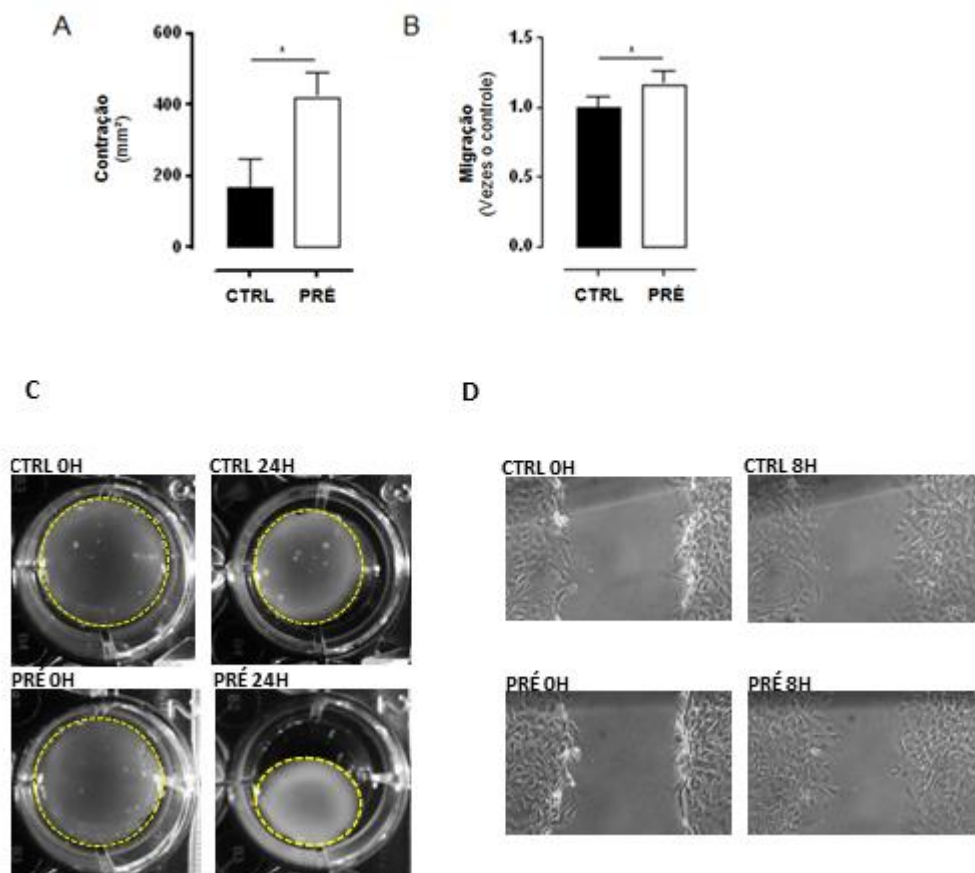 A
600
400
200
0
Contração
(mm²)
*
CTRL PRÉ
B
1.5
1.0
0.5
0.0
Migração
(Vezes o controle)
*
CTRL PRÉ
C
CTRL 0H CTRL 24H
PRÉ 0H PRÉ 24H
D
CTRL 0H CTRL 8H
PRÉ 0H PRÉ 8H